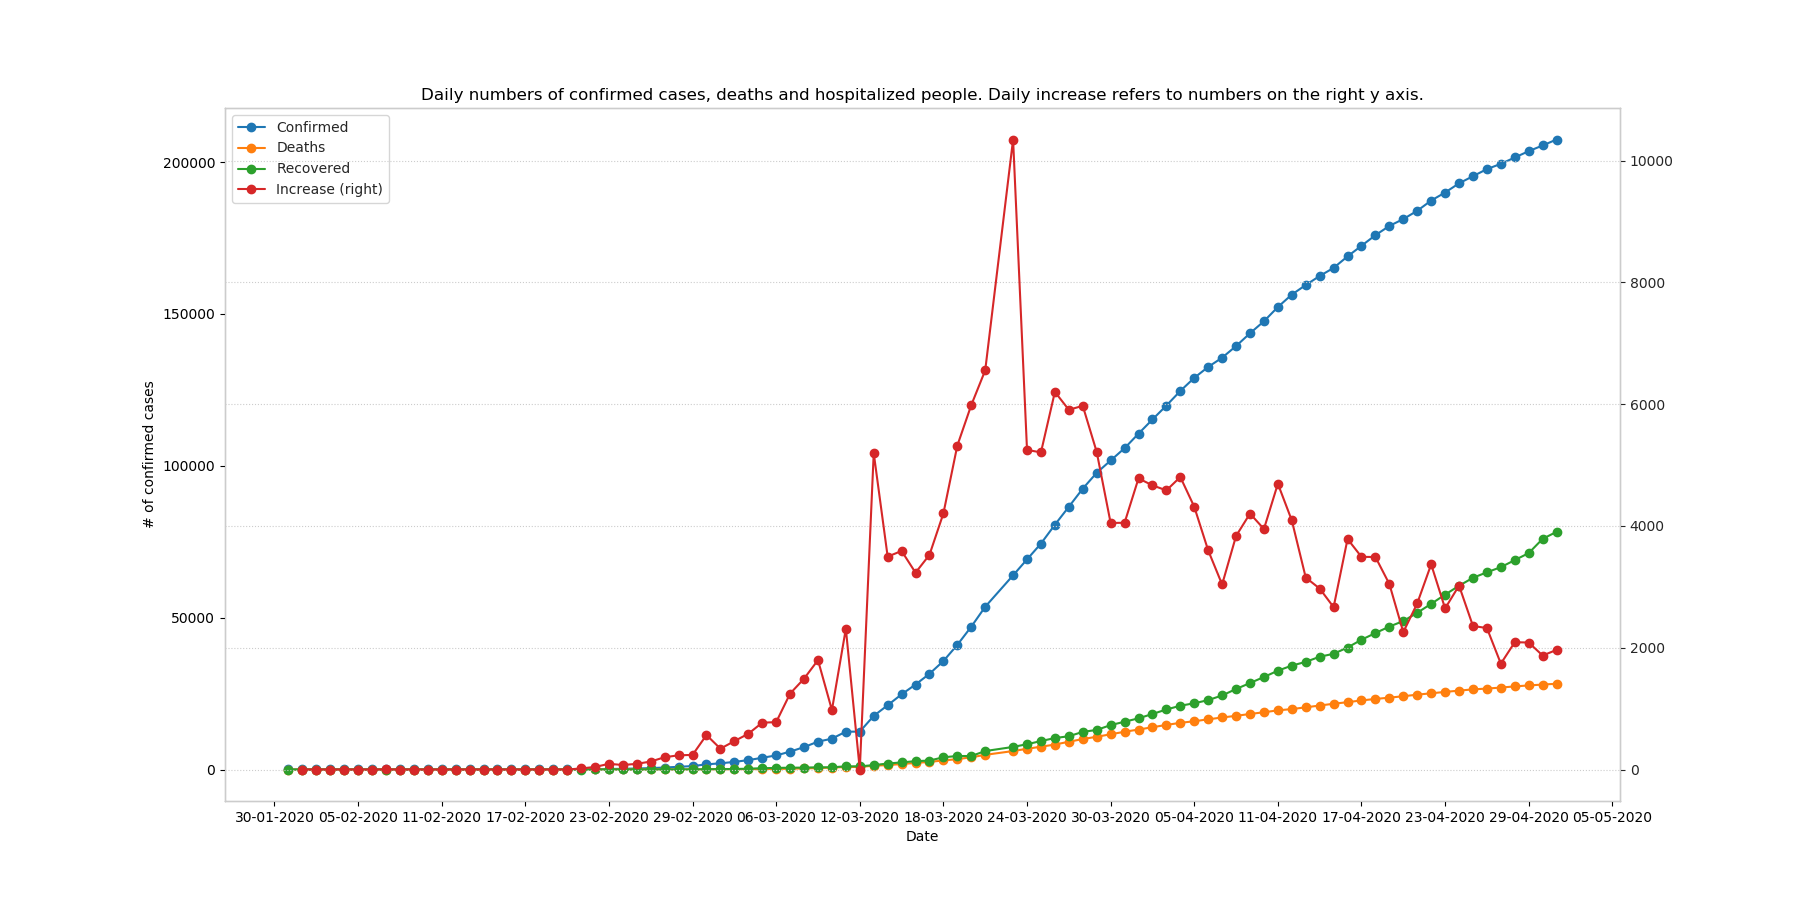 Daily numbers of confirmed cases, deaths and hospitalized people. Daily increase refers to numbers on the right y axis.
Confirmed
Deaths
Recovered
Increase (right)
200000
150000
100000
50000
0
# of confirmed cases
10000
8000
6000
4000
2000
0
30-01-2020 05-02-2020 11-02-2020 17-02-2020 23-02-2020 29-02-2020 06-03-2020 12-03-2020 18-03-2020 24-03-2020 30-03-2020 05-04-2020 11-04-2020 17-04-2020 23-04-2020 29-04-2020 05-05-2020
Date